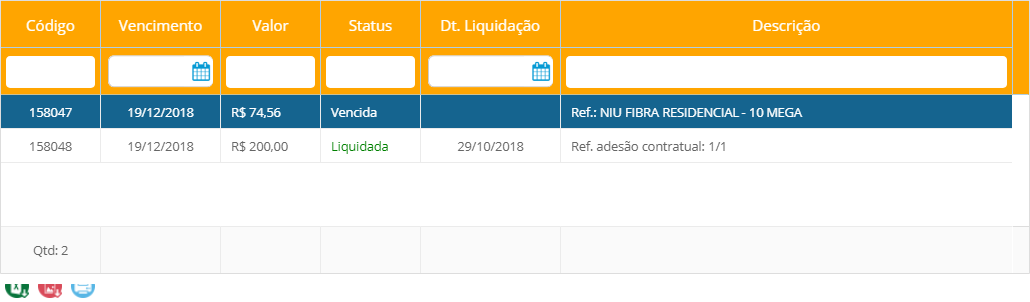 Código Vencimento Valor Status Dt. Liquidação Descrição
158047 19/12/2018 R$ 74,56 Vencida Ref.: NIU FIBRA RESIDENCIAL - 10 MEGA
158048 19/12/2018 R$ 200,00 Liquidada 29/10/2018 Ref. adesão contratual: 1/1
Qtd: 2